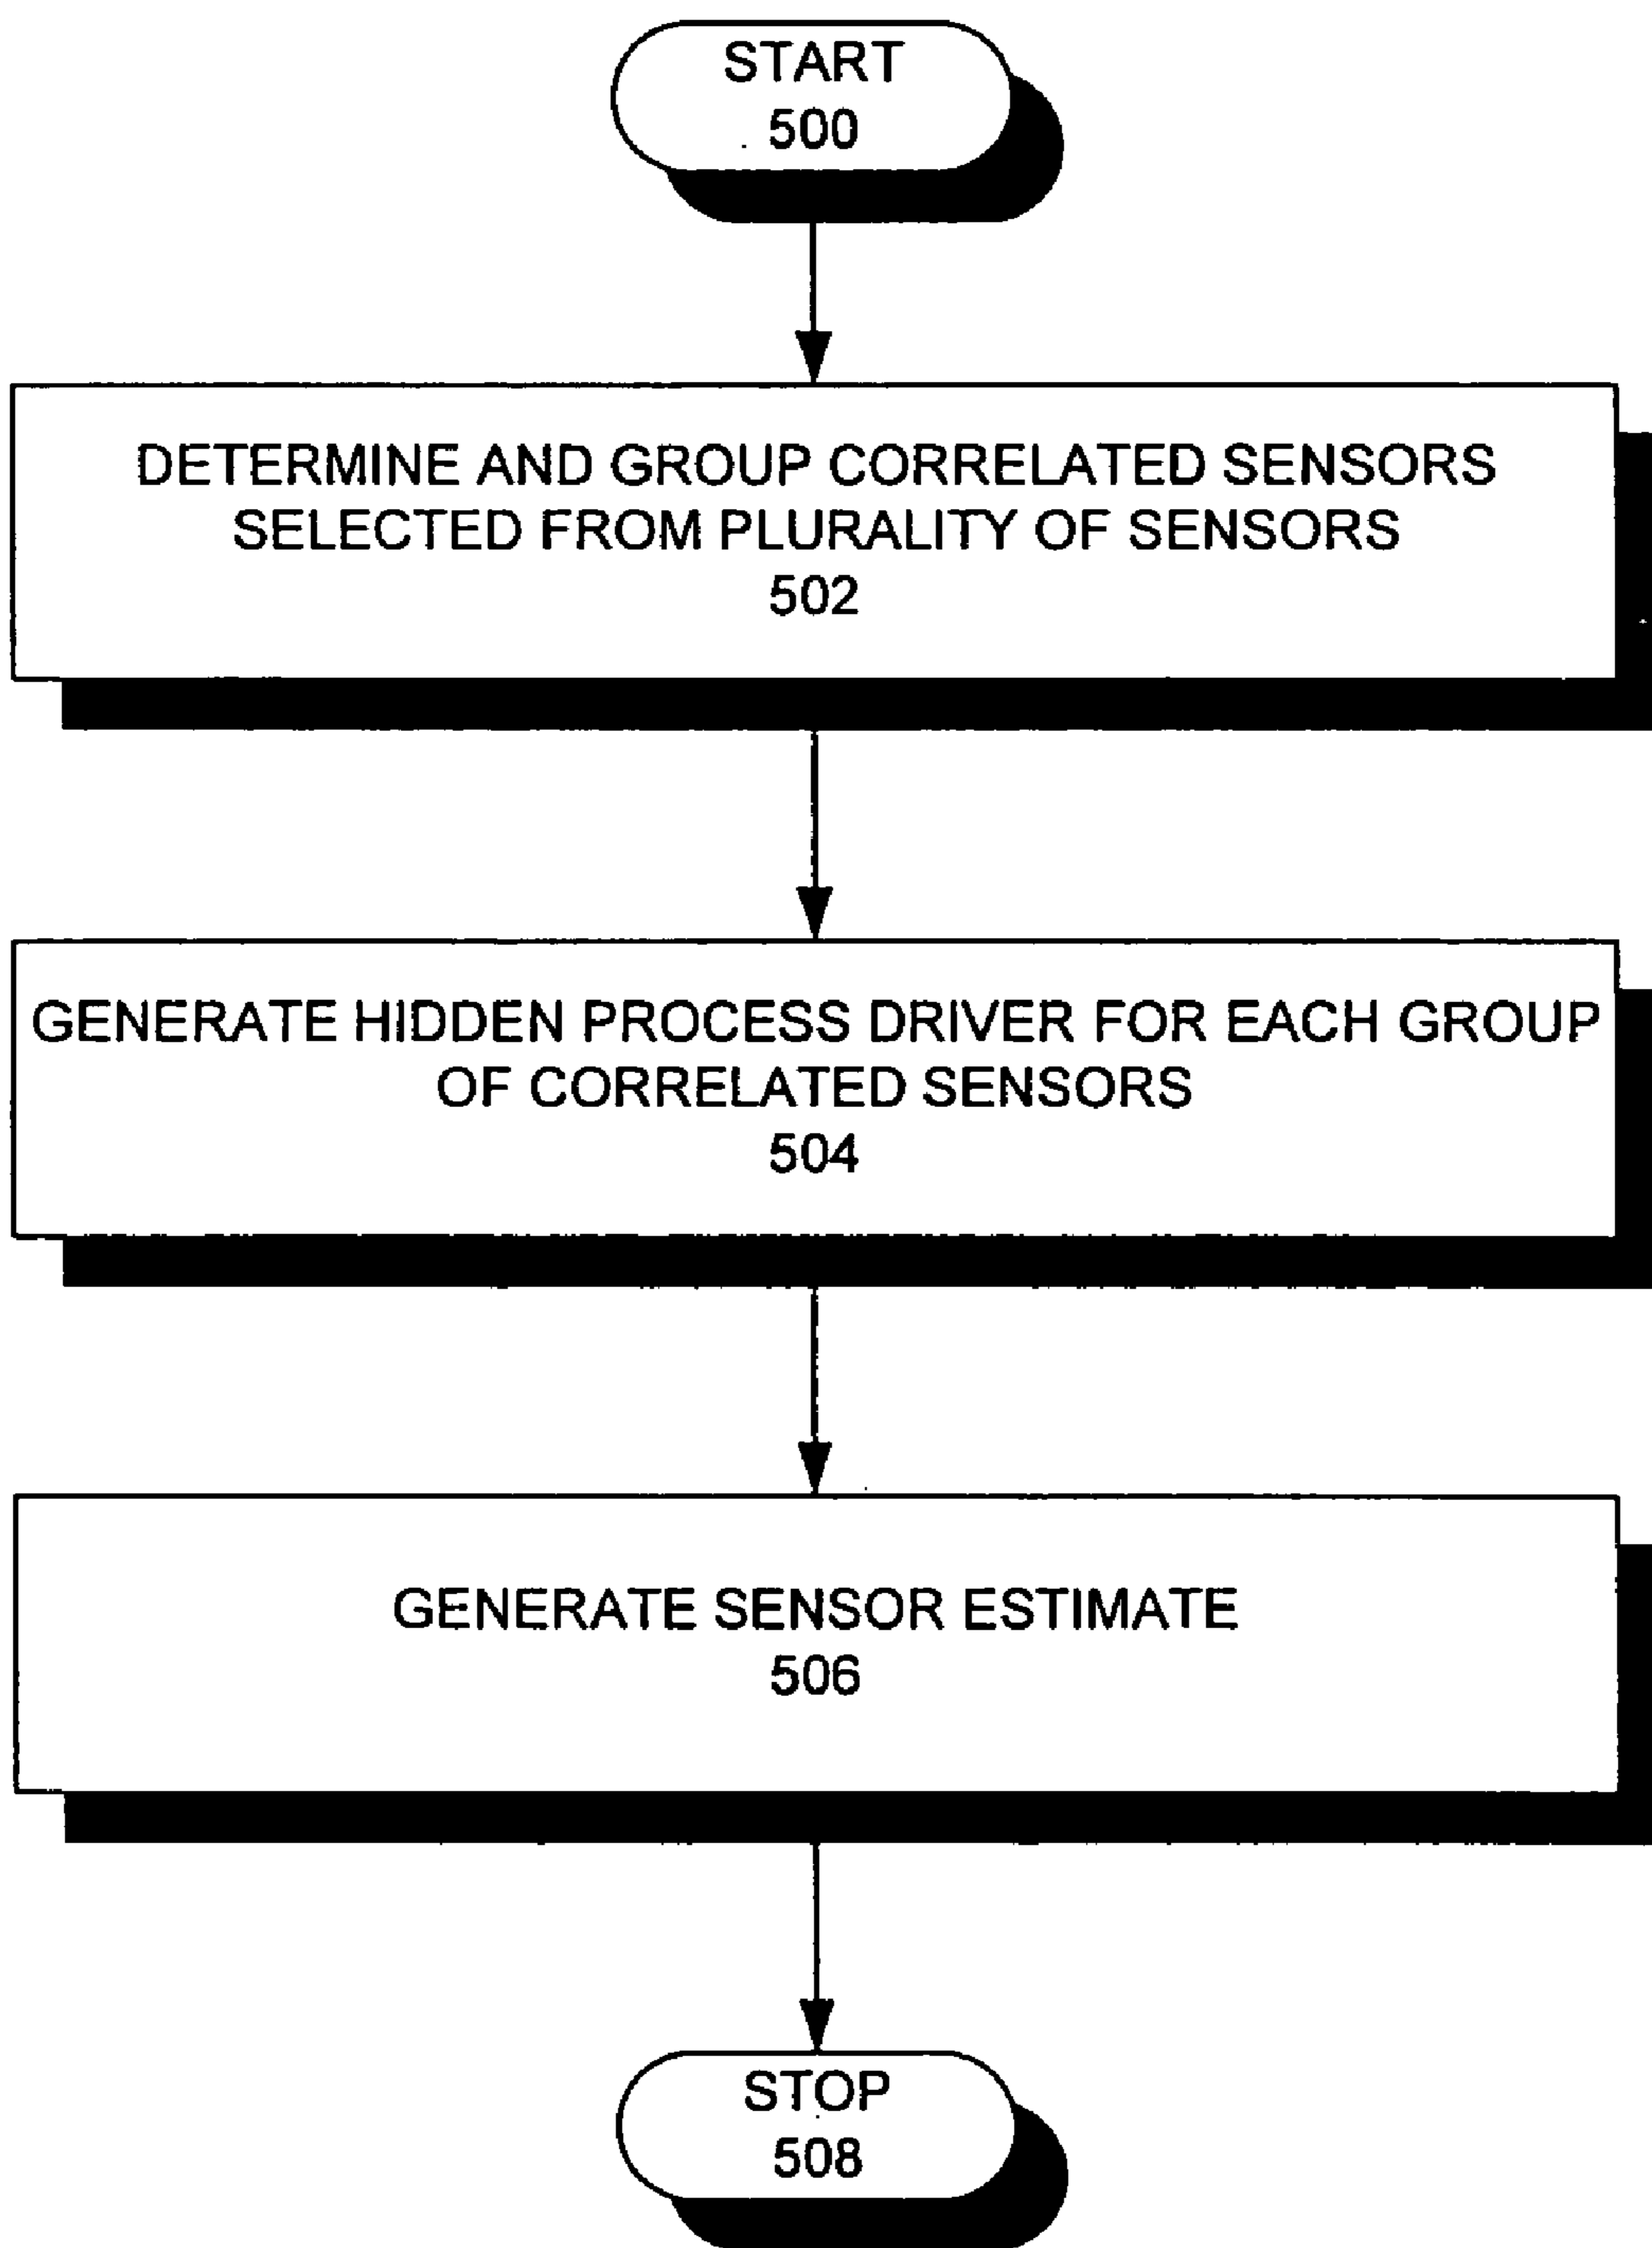 START
500
DETERMINE AND GROUP CORRELATED SENSORS
SELECTED FROM PLURALITY OF SENSORS
502
GENERATE HIDDEN PROCESS DRIVER FOR EACH GROUP
OF CORRELATED SENSORS
504
GENERATE SENSOR ESTIMATE
506
STOP
508